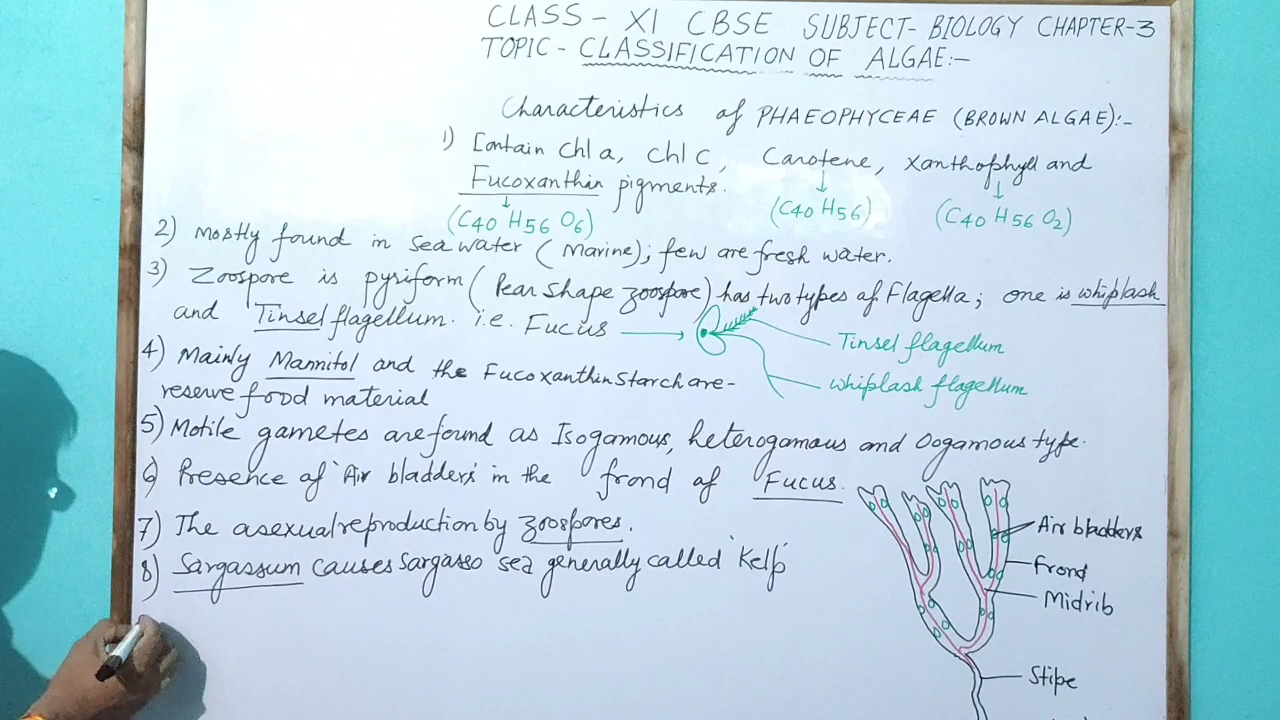 CLASS - XI CBSE SUBJECT- BIOLOGY CHAPTER-3
TOPIC - CLASSIFICATION OF ALGAE:-
Characteristics of PHAEOPHYCEAE (BROWN ALGAE):-
1) Contain chl a, chl c, Carotene, Xanthophyll and
Fucoxanthin pigments.
(C40 H56 O6) (C40 H56) (C40 H56 O2)
2) Mostly found in sea water (Marine); few are fresh water.
3) Zoospore is pyriform (Pear shape zoospore) has two types of Flagella; one is whiplash
and Tinsel flagellum. i.e. Fucus
Tinsel flagellum
whiplash flagellum
4) Mainly Mannitol and the Fucoxanthin starch are-
reserve food material
5) Motile gametes are found as Isogamous, heterogamous and Oogamous type.
6) Presence of 'Air bladders' in the frond of Fucus.
7) The asexual reproduction by zoospores.
8) Sargassum causes Sargasso sea generally called 'Kelp'
Air bladders
Frond
Midrib
Stipe